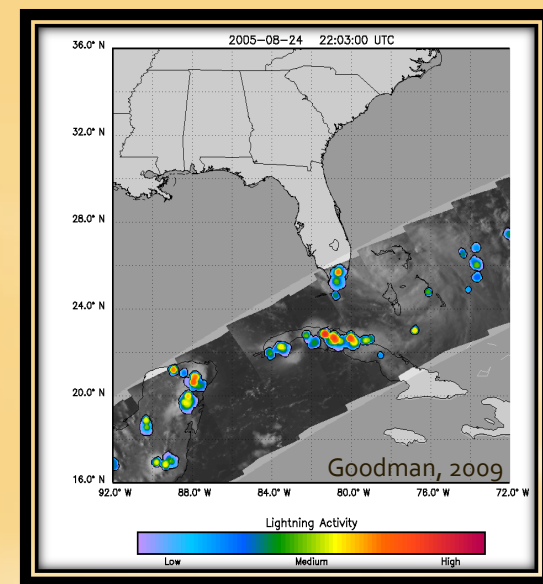 2005-08-24 22:03:00 UTC
36.0° N
32.0° N
28.0° N
24.0° N
20.0° N
16.0° N
Goodman, 2009
92.0° W 88.0° W 84.0° W 80.0° W 76.0° W 72.0° W
Lightning Activity
Low Medium High